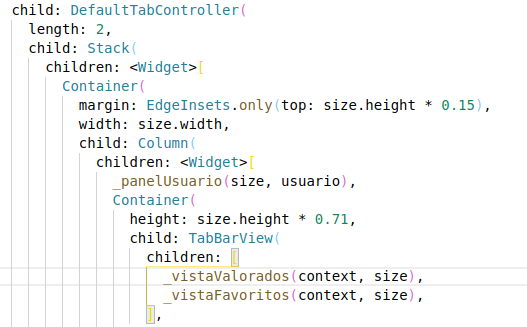 child: DefaultTabController(
length: 2,
child: Stack(
children: <Widget>[
Container(
margin: EdgeInsets.only(top: size.height * 0.15),
width: size.width,
child: Column(
children: <Widget>[
_panelUsuario(size, usuario),
Container(
height: size.height * 0.71,
child: TabBarView(
children: [
_vistaValorados(context, size),
_vistaFavoritos(context, size),
],